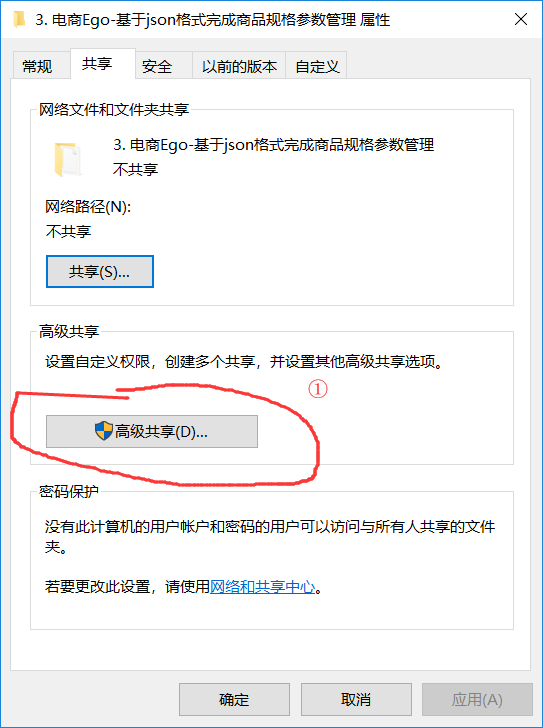 3. 电商Ego-基于json格式完成商品规格参数管理 属性
常规 共享 安全 以前的版本 自定义
网络文件和文件夹共享
3. 电商Ego-基于json格式完成商品规格参数管理
不共享
网络路径(N):
不共享
共享(S)...
高级共享
设置自定义权限，创建多个共享，并设置其他高级共享选项。
①
高级共享(D)...
密码保护
没有此计算机的用户帐户和密码的用户可以访问与所有人共享的文件
夹。
若要更改此设置，请使用网络和共享中心。
确定 取消 应用(A)